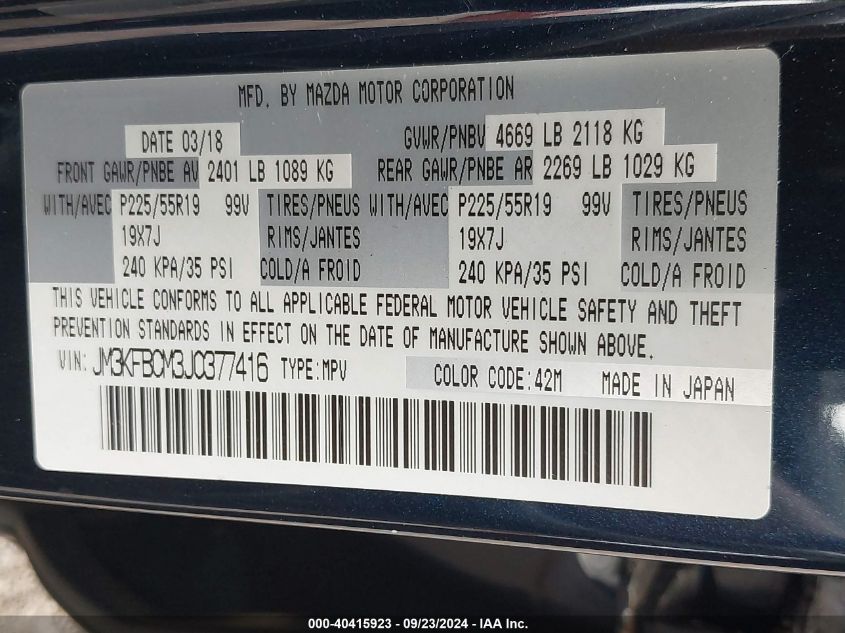 MFD. BY MAZDA MOTOR CORPORATION
DATE 03/18 GVWR/PNBV 4669 LB 2118 KG
FRONT GAWR/PNBE AV 2401 LB 1089 KG REAR GAWR/PNBE AR 2269 LB 1029 KG
WITH/AVEC P225/55R19 99V TIRES/PNEUS WITH/AVEC P225/55R19 99V TIRES/PNEUS
19X7J RIMS/JANTES 19X7J RIMS/JANTES
240 KPA/35 PSI COLD/A FROID 240 KPA/35 PSI COLD/A FROID
THIS VEHICLE CONFORMS TO ALL APPLICABLE FEDERAL MOTOR VEHICLE SAFETY AND THEFT
PREVENTION STANDARDS IN EFFECT ON THE DATE OF MANUFACTURE SHOWN ABOVE.
VIN: JM3KFBCM3J0377416 TYPE:MPV COLOR CODE:42M MADE IN JAPAN
000-40415923 - 09/23/2024 - IAA Inc.